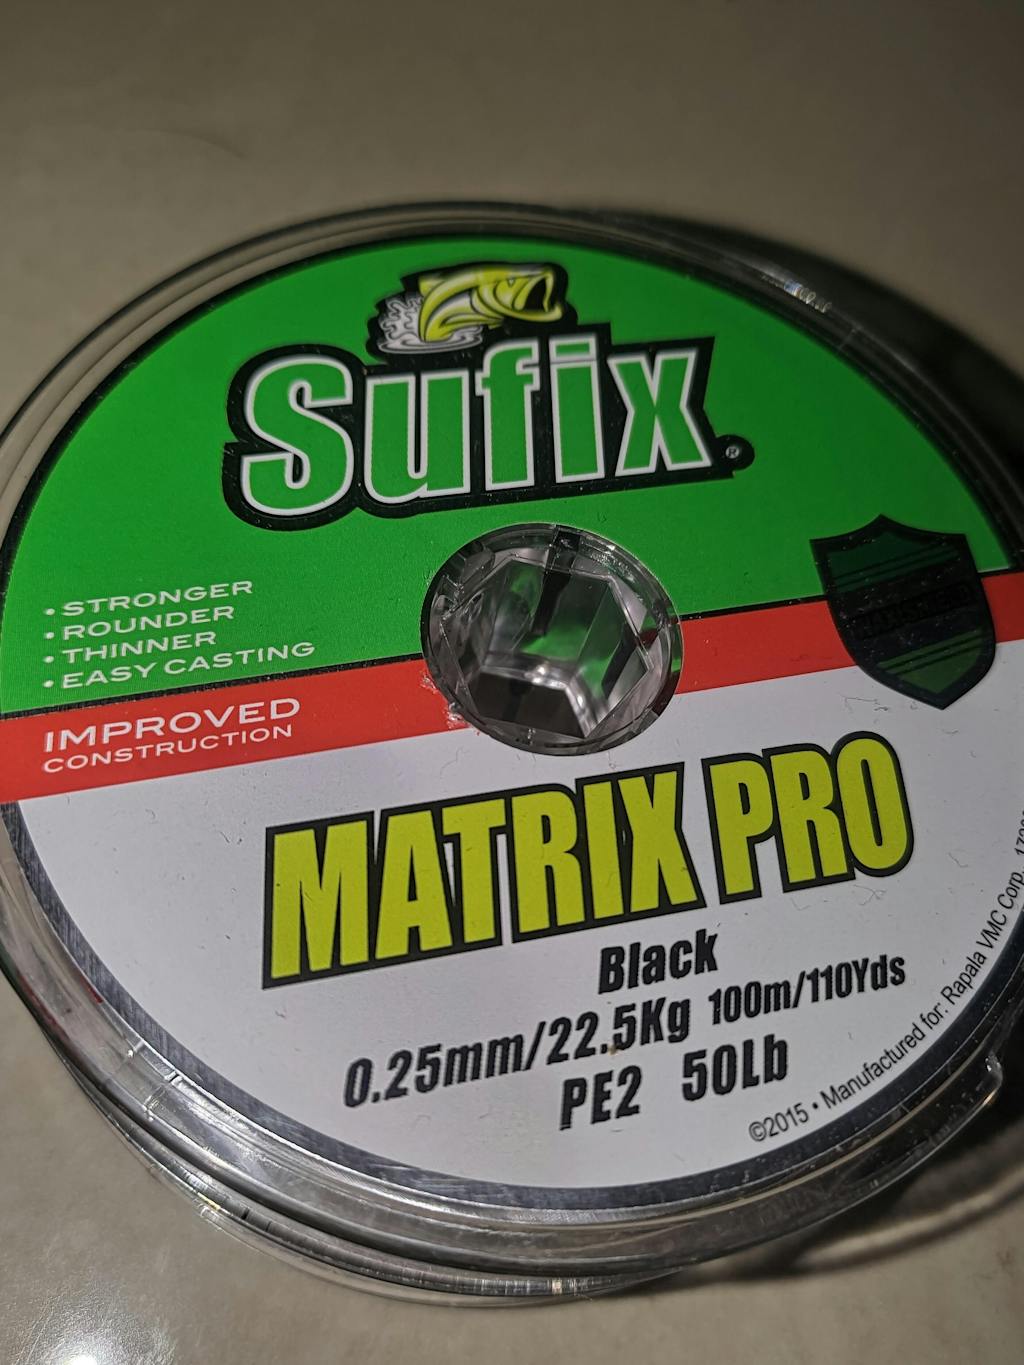 Sufix®
• STRONGER
• ROUNDER
• THINNER
• EASY CASTING
IMPROVED
CONSTRUCTION
MATRIX PRO
Black
0.25mm/22.5Kg 100m/110Yds
PE2 50Lb
©2015 • Manufactured for: Rapala VMC Corp.